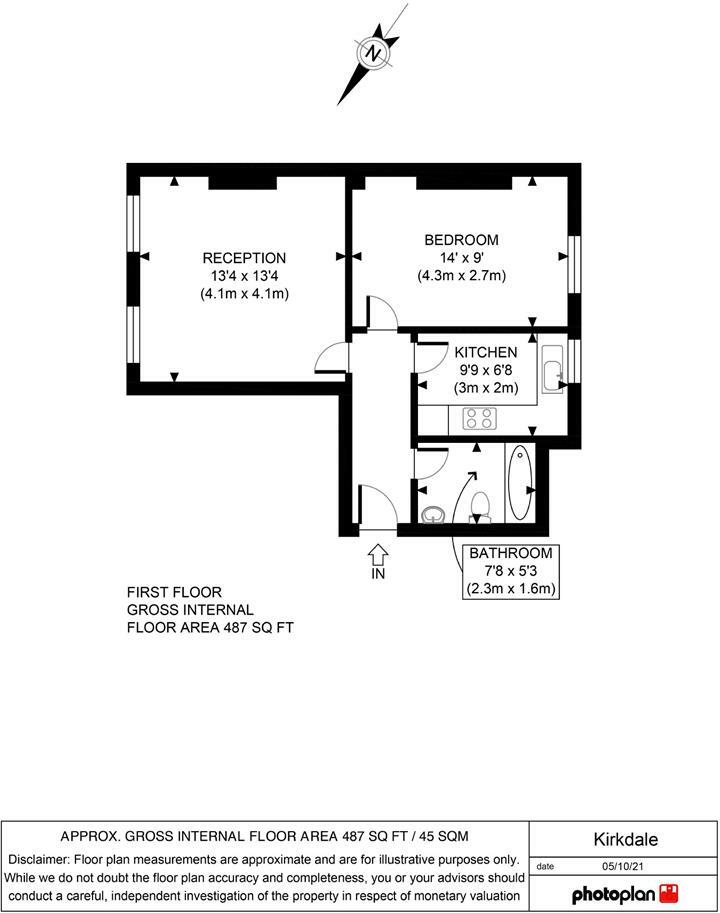 N
RECEPTION
13'4 x 13'4
(4.1m x 4.1m)
BEDROOM
14' x 9'
(4.3m x 2.7m)
KITCHEN
9'9 x 6'8
(3m x 2m)
BATHROOM
7'8 x 5'3
(2.3m x 1.6m)
IN
FIRST FLOOR
GROSS INTERNAL
FLOOR AREA 487 SQ FT
APPROX. GROSS INTERNAL FLOOR AREA 487 SQ FT / 45 SQM
Disclaimer: Floor plan measurements are approximate and are for illustrative purposes only.
While we do not doubt the floor plan accuracy and completeness, you or your advisors should
conduct a careful, independent investigation of the property in respect of monetary valuation
Kirkdale
date 05/10/21
photoplan